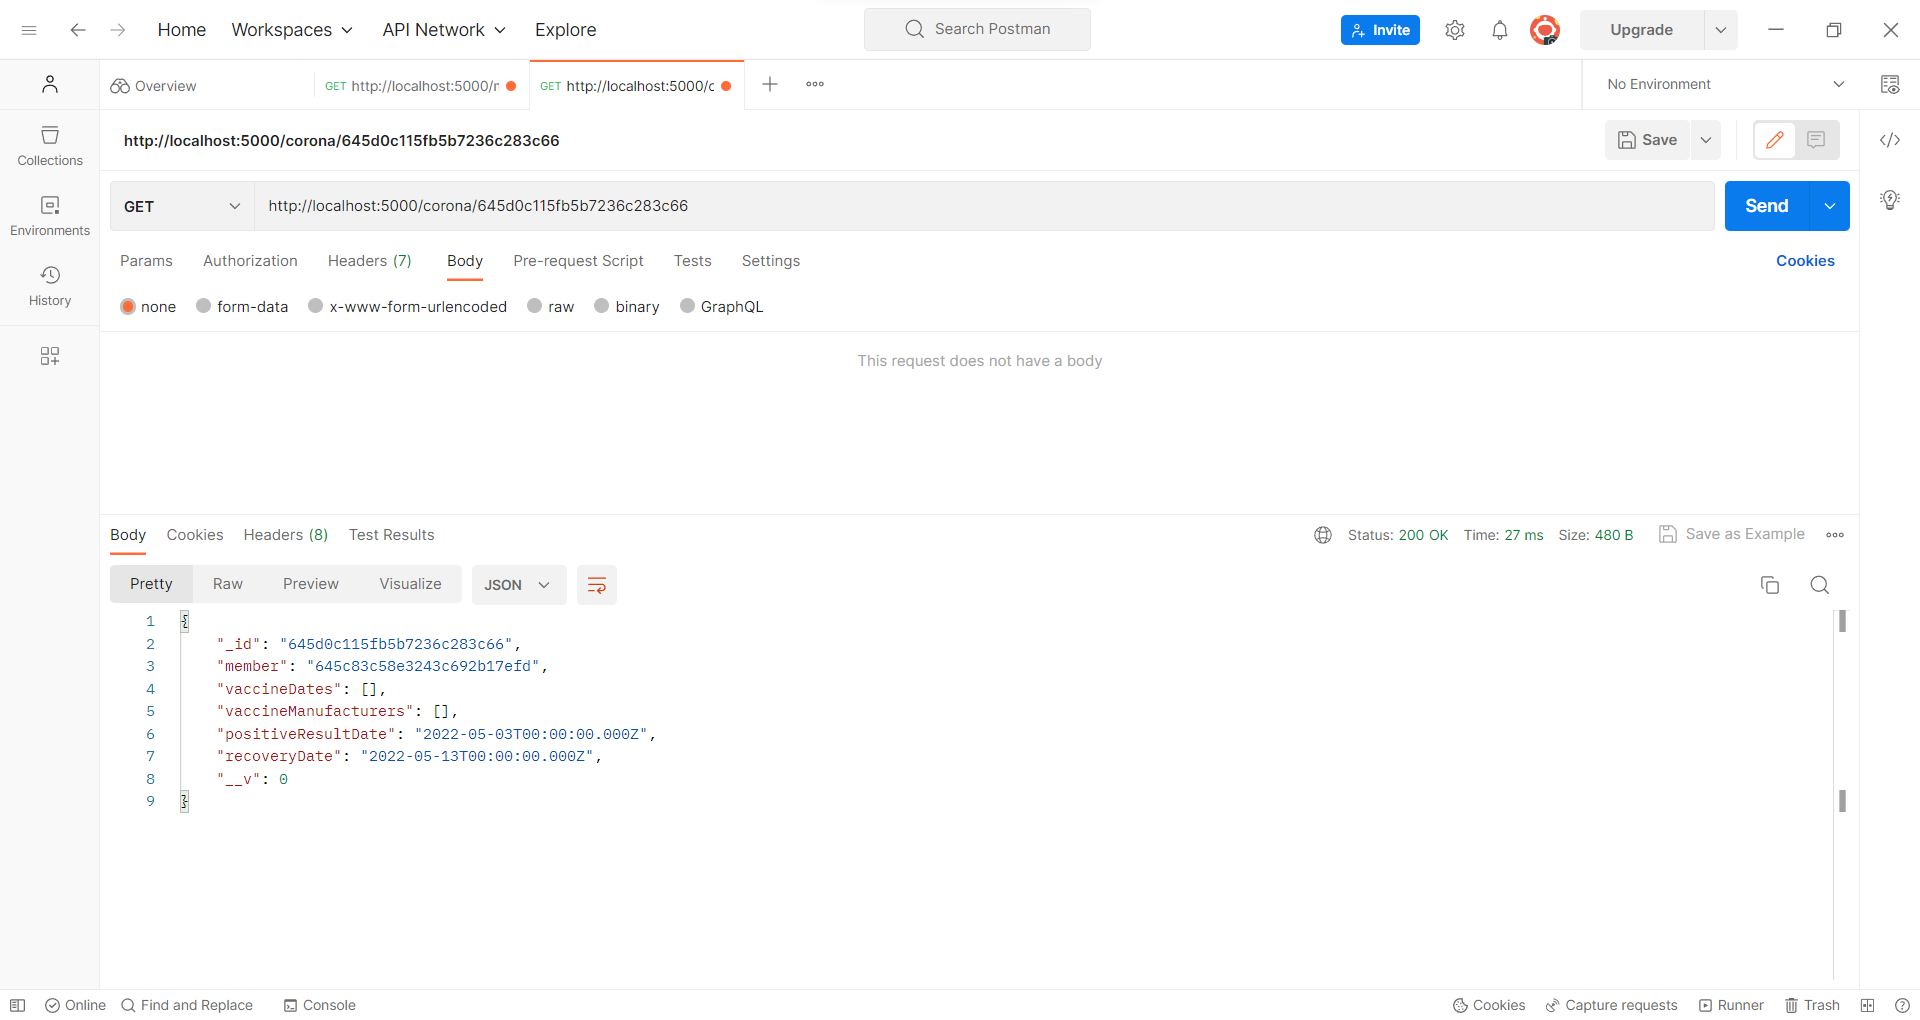 Home Workspaces API Network Explore Search Postman Invite Upgrade
Overview GET http://localhost:5000/r GET http://localhost:5000/c No Environment
http://localhost:5000/corona/645d0c115fb5b7236c283c66 Save
Collections
GET http://localhost:5000/corona/645d0c115fb5b7236c283c66 Send
Environments
Params Authorization Headers (7) Body Pre-request Script Tests Settings Cookies
History
none form-data x-www-form-urlencoded raw binary GraphQL
This request does not have a body
Body Cookies Headers (8) Test Results Status: 200 OK Time: 27 ms Size: 480 B Save as Example
Pretty Raw Preview Visualize JSON
1 {
2 "_id": "645d0c115fb5b7236c283c66",
3 "member": "645c83c58e3243c692b17efd",
4 "vaccineDates": [],
5 "vaccineManufacturers": [],
6 "positiveResultDate": "2022-05-03T00:00:00.000Z",
7 "recoveryDate": "2022-05-13T00:00:00.000Z",
8 "__v": 0
9 }
Online Find and Replace Console Cookies Capture requests Runner Trash